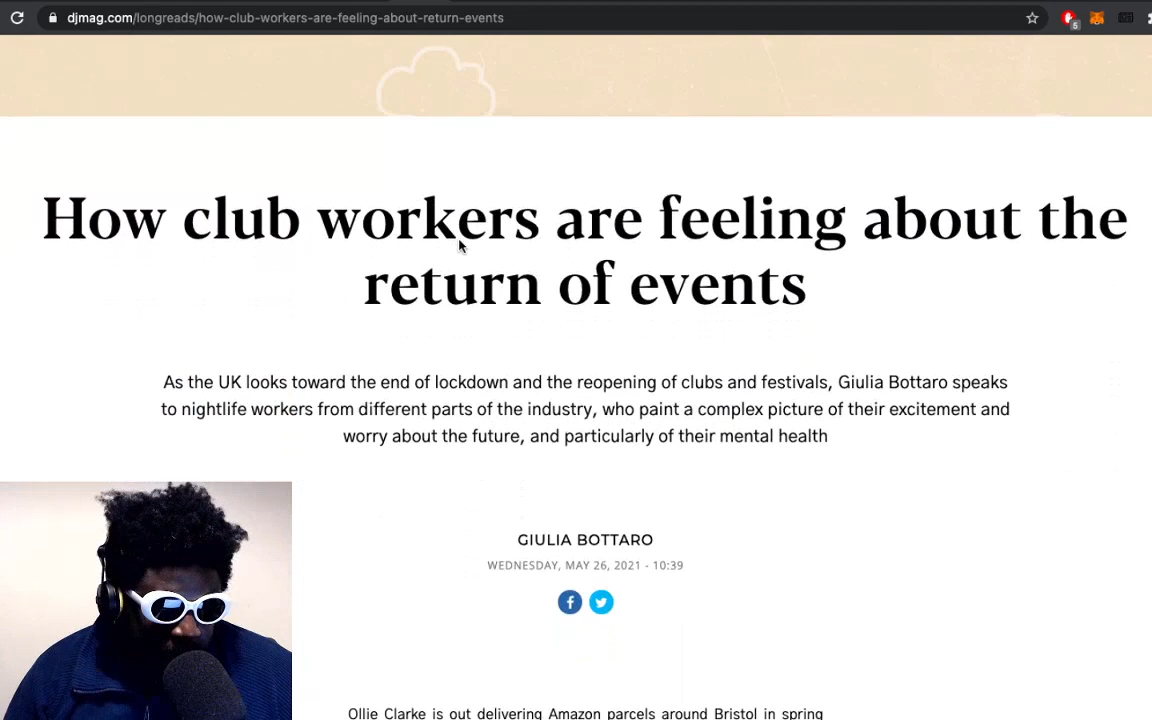 djmag.com/longreads/how-club-workers-are-feeling-about-return-events
5
How club workers are feeling about the
return of events
As the UK looks toward the end of lockdown and the reopening of clubs and festivals, Giulia Bottaro speaks
to nightlife workers from different parts of the industry, who paint a complex picture of their excitement and
worry about the future, and particularly of their mental health
GIULIA BOTTARO
WEDNESDAY, MAY 26, 2021 - 10:39
Ollie Clarke is out delivering Amazon parcels around Bristol in spring